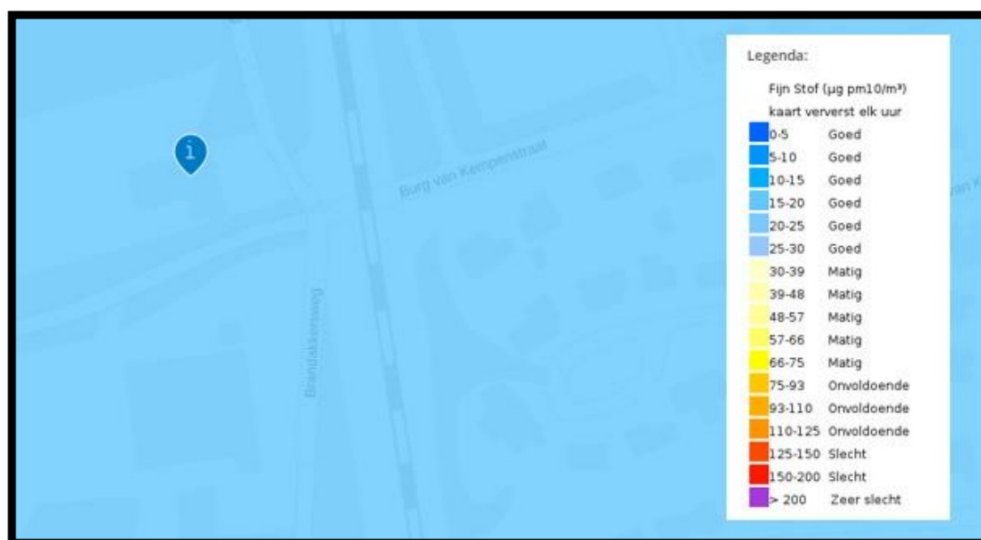 Legenda:
Fijn Stof (µg pm10/m³)
kaart ververst elk uur
0-5 Goed
5-10 Goed
10-15 Goed
15-20 Goed
20-25 Goed
25-30 Goed
30-39 Matig
39-48 Matig
48-57 Matig
57-66 Matig
66-75 Matig
75-93 Onvoldoende
93-110 Onvoldoende
110-125 Onvoldoende
125-150 Slecht
150-200 Slecht
> 200 Zeer slecht
i
Burg van Kempenstraat
van K
Brandakkersweg